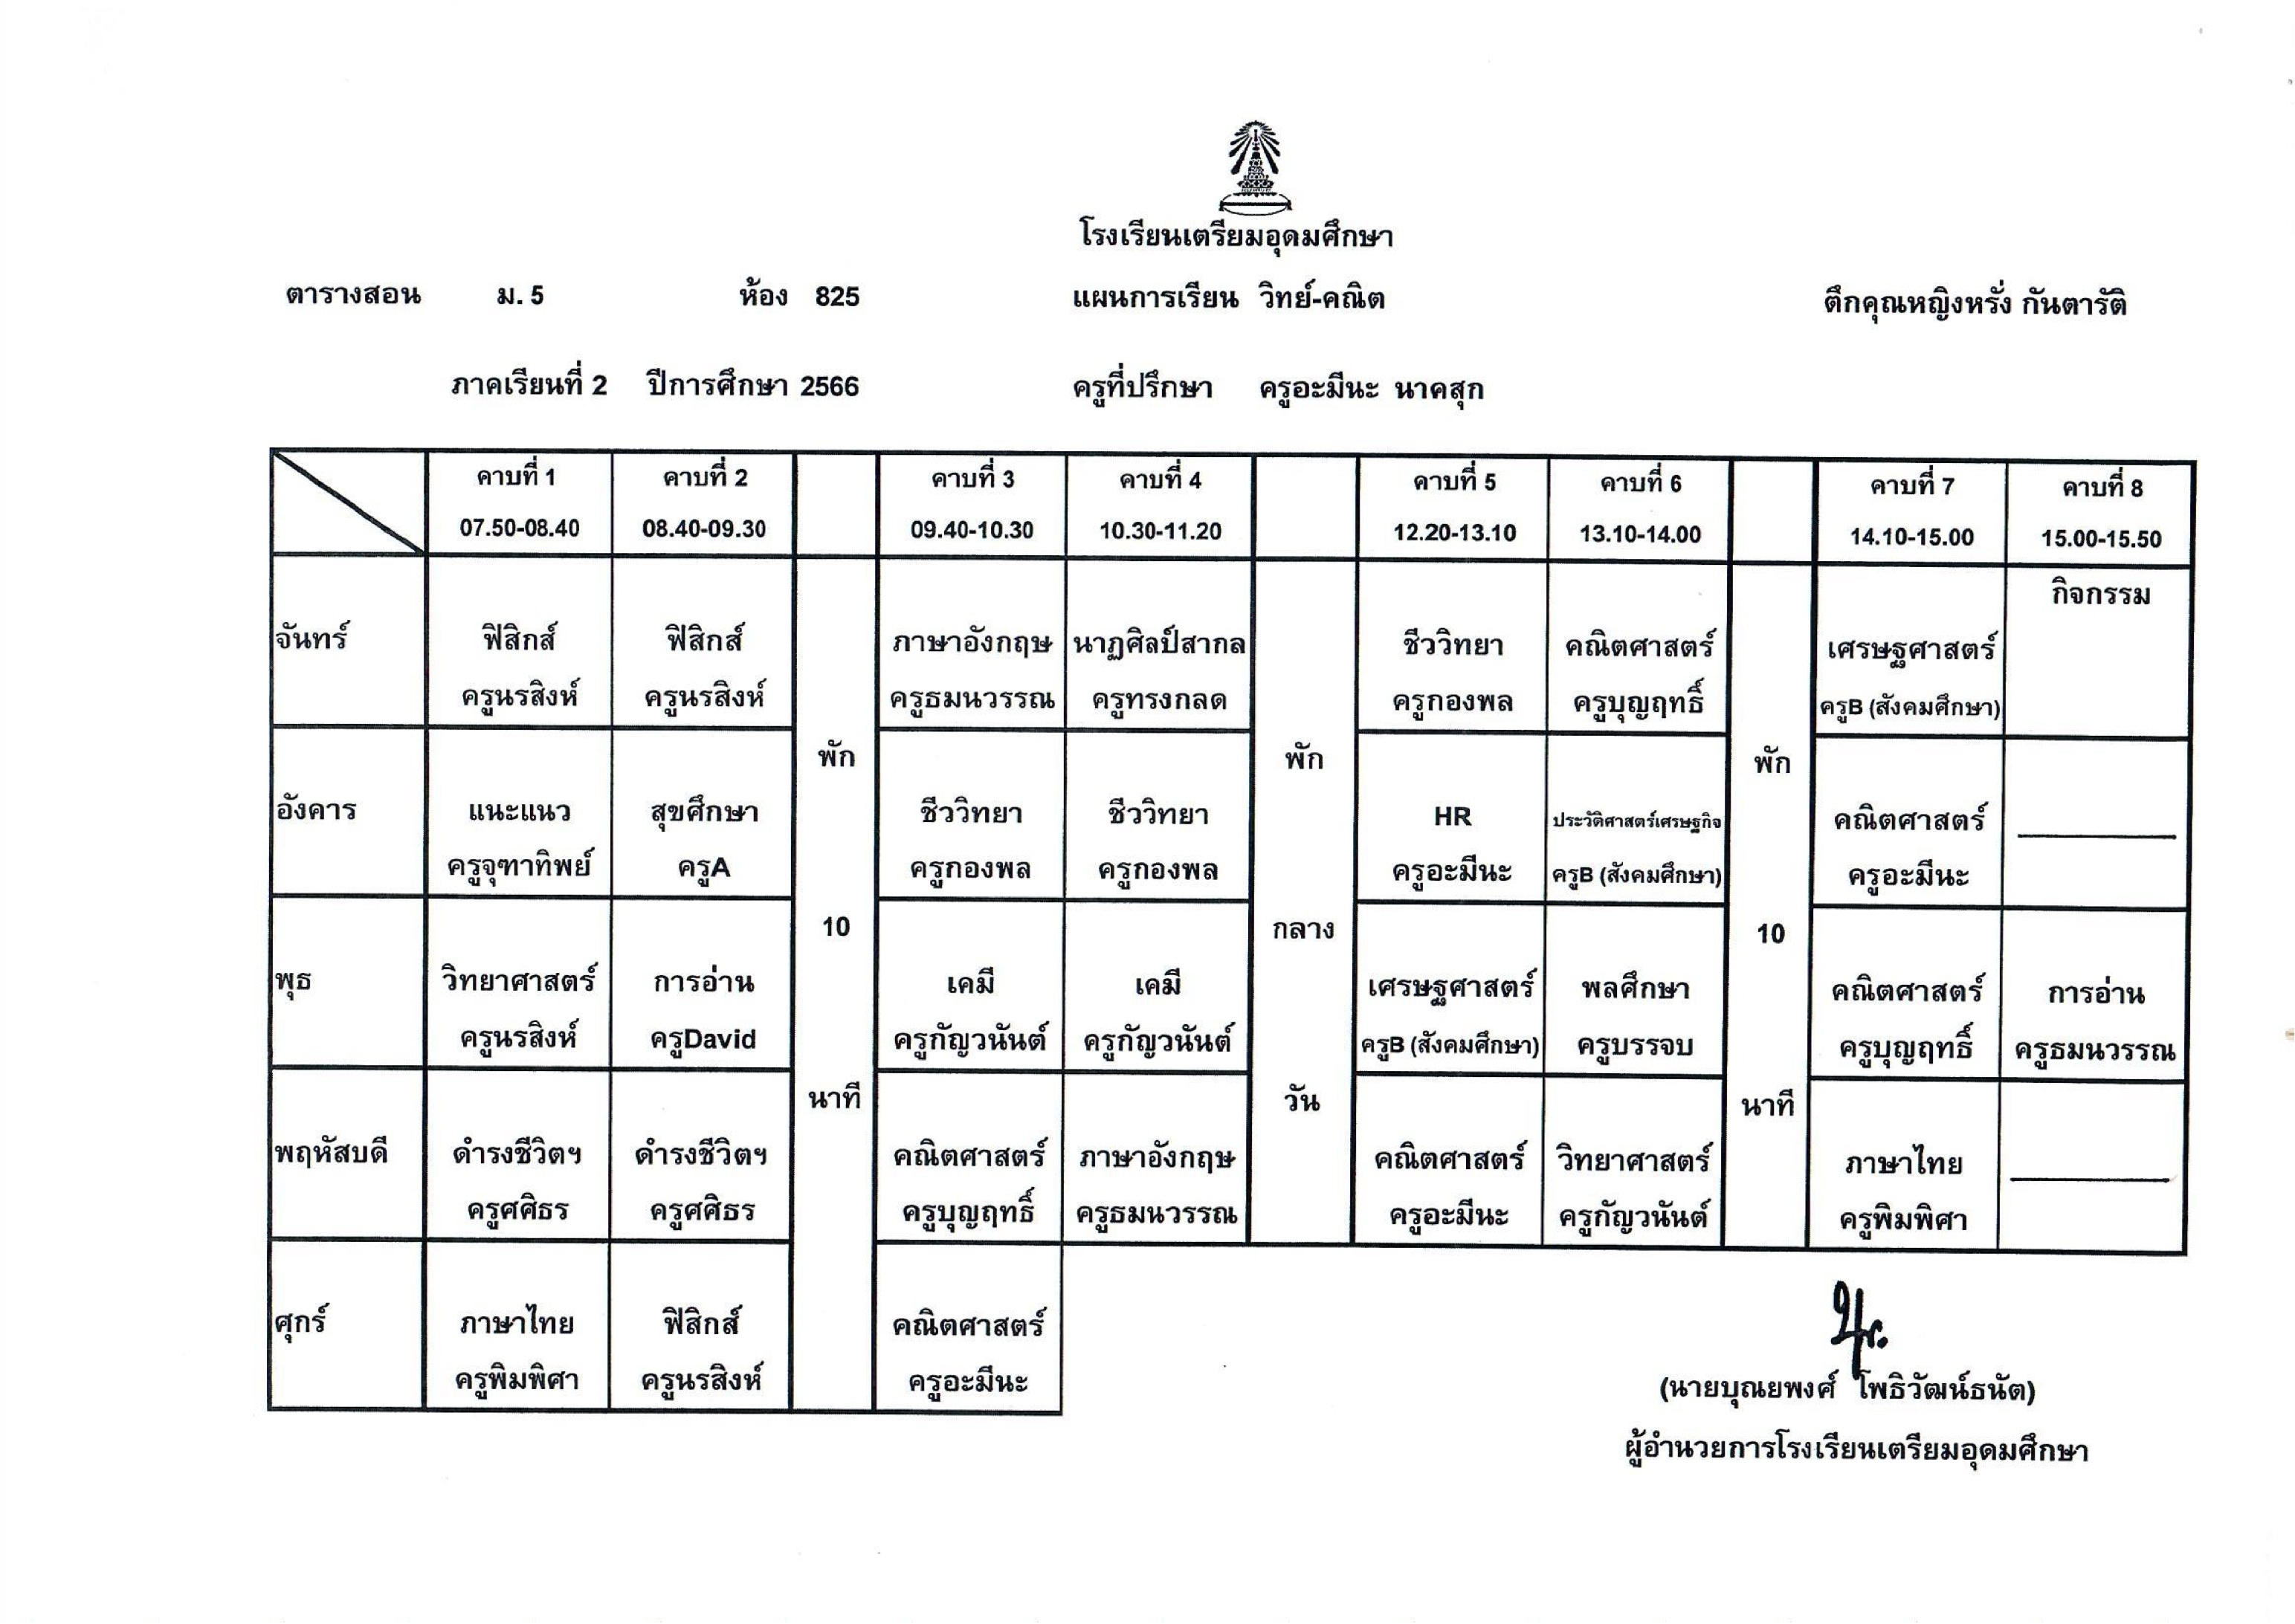 โรงเรียนเตรียมอุดมศึกษา
ตารางสอน ม. 5 ห้อง 825 แผนการเรียน วิทย์-คณิต ตึกคุณหญิงหรั่ง กันตารัติ
ภาคเรียนที่ 2 ปีการศึกษา 2566 ครูที่ปรึกษา ครูอะมีนะ นาคสุก
คาบที่ 1 คาบที่ 2 คาบที่ 3 คาบที่ 4 คาบที่ 5 คาบที่ 6 คาบที่ 7 คาบที่ 8
07.50-08.40 08.40-09.30 09.40-10.30 10.30-11.20 12.20-13.10 13.10-14.00 14.10-15.00 15.00-15.50
กิจกรรม
จันทร์ ฟิสิกส์ ฟิสิกส์ ภาษาอังกฤษ นาฏศิลป์สากล ชีววิทยา คณิตศาสตร์ เศรษฐศาสตร์
ครูนรสิงห์ ครูนรสิงห์ ครูธมนวรรณ ครูทรงกลด ครูกองพล ครูบุญฤทธิ์ ครูB (สังคมศึกษา)
พัก พัก พัก
อังคาร แนะแนว สุขศึกษา ชีววิทยา ชีววิทยา HR ประวัติศาสตร์เศรษฐกิจ คณิตศาสตร์
ครูจุฑาทิพย์ ครูA ครูกองพล ครูกองพล ครูอะมีนะ ครูB (สังคมศึกษา) ครูอะมีนะ
10 กลาง 10
พุธ วิทยาศาสตร์ การอ่าน เคมี เคมี เศรษฐศาสตร์ พลศึกษา คณิตศาสตร์ การอ่าน
ครูนรสิงห์ ครูDavid ครูกัญวนันต์ ครูกัญวนันต์ ครูB (สังคมศึกษา) ครูบรรจบ ครูบุญฤทธิ์ ครูธมนวรรณ
นาที วัน นาที
พฤหัสบดี ดำรงชีวิตฯ ดำรงชีวิตฯ คณิตศาสตร์ ภาษาอังกฤษ คณิตศาสตร์ วิทยาศาสตร์ ภาษาไทย
ครูศศิธร ครูศศิธร ครูบุญฤทธิ์ ครูธมนวรรณ ครูอะมีนะ ครูกัญวนันต์ ครูพิมพิศา
ศุกร์ ภาษาไทย ฟิสิกส์ คณิตศาสตร์
ครูพิมพิศา ครูนรสิงห์ ครูอะมีนะ
(นายบุณยพงศ์ โพธิวัฒน์ธนัต)
ผู้อำนวยการโรงเรียนเตรียมอุดมศึกษา